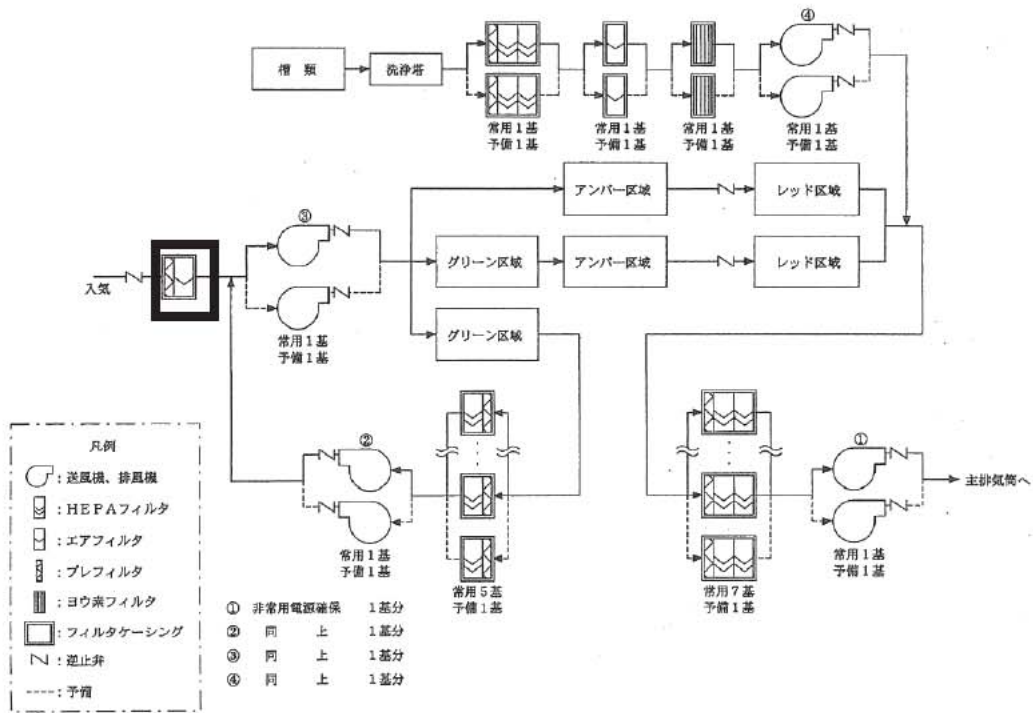 ④
槽 類
洗浄塔
常用1基
予備1基
常用1基
予備1基
常用1基
予備1基
常用1基
予備1基
アンバー区域
レッド区域
③
入気
グリーン区域
アンバー区域
レッド区域
常用1基
予備1基
グリーン区域
②
常用1基
予備1基
常用5基
予備1基
①
主排気筒へ
常用7基
予備1基
常用1基
予備1基
凡例
:送風機、排風機
:HEPAフィルタ
:エアフィルタ
:プレフィルタ
:ヨウ素フィルタ
:フィルタケーシング
:逆止弁
:予備
① 非常用電源確保 1基分
② 同 上 1基分
③ 同 上 1基分
④ 同 上 1基分